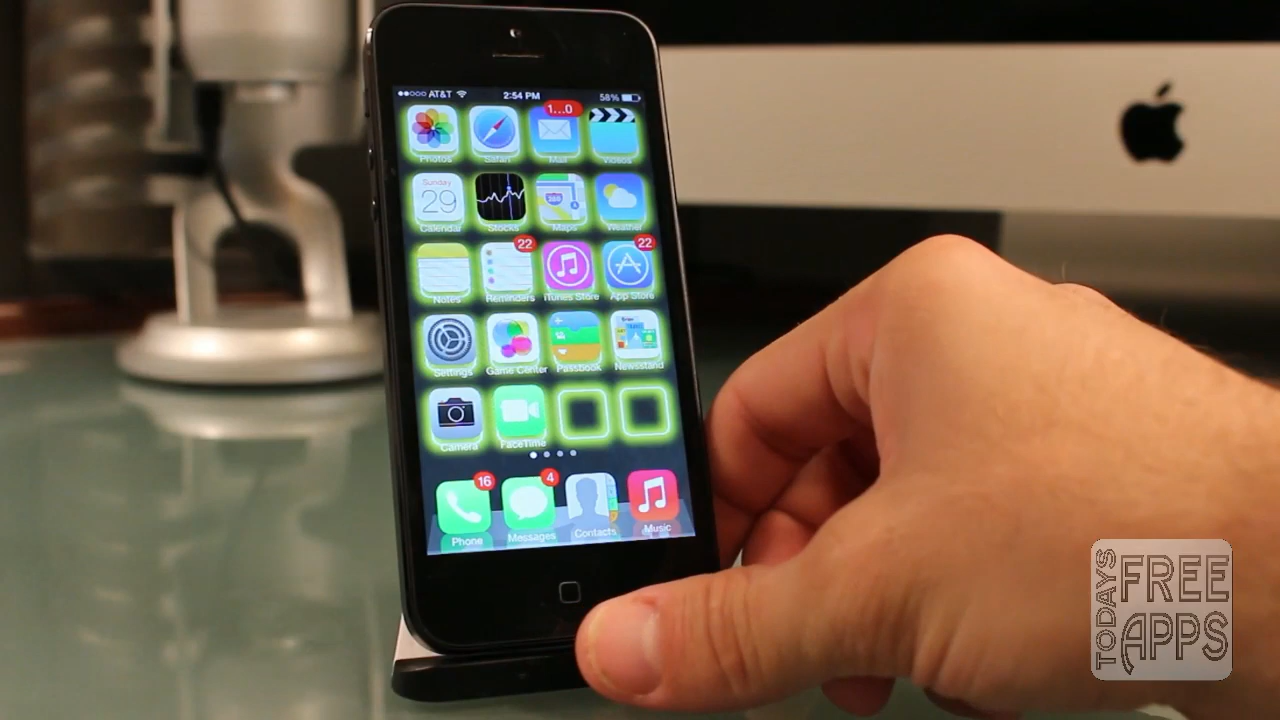 AT&T 2:54 PM 58%
1...0
Photos Safari Mail Videos
Sunday
29
280
Calendar Stocks Maps Weather
22 22
Notes Reminders iTunes Store App Store
Settings Game Center Passbook Newsstand
Camera FaceTime
16 4
Phone Messages Contacts Music
TODAYS
FREE
APPS